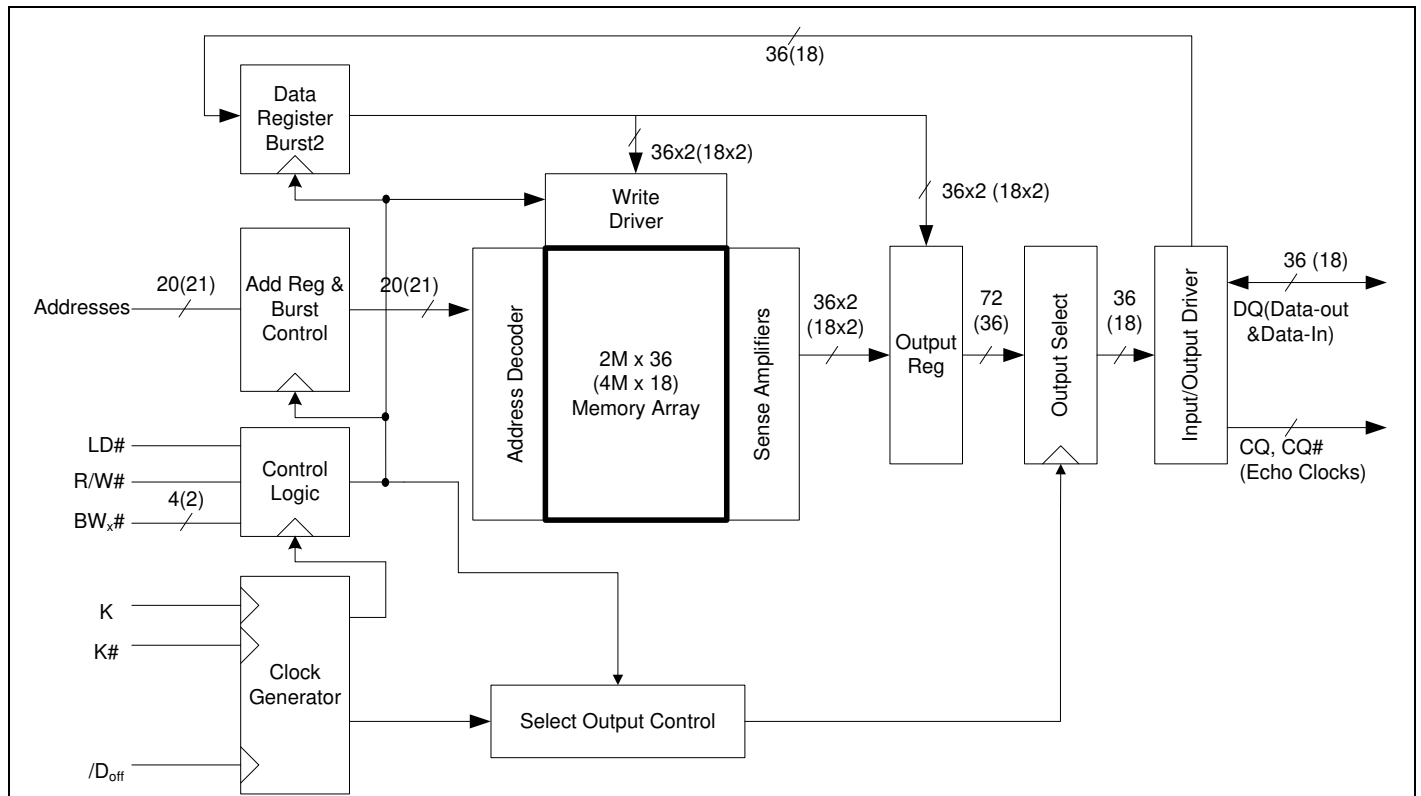 36(18)
Data
Register
Burst2
36x2(18x2)
Write
Driver
36x2 (18x2)
Addresses
20(21)
Add Reg &
Burst
Control
20(21)
Address Decoder
2M x 36
(4M x 18)
Memory Array
Sense Amplifiers
36x2
(18x2)
Output
Reg
72
(36)
Output Select
36
(18)
Input/Output Driver
36 (18)
DQ(Data-out
&Data-In)
CQ, CQ#
(Echo Clocks)
LD#
R/W#
BWx#
4(2)
Control
Logic
K
K#
/Doff
Clock
Generator
Select Output Control